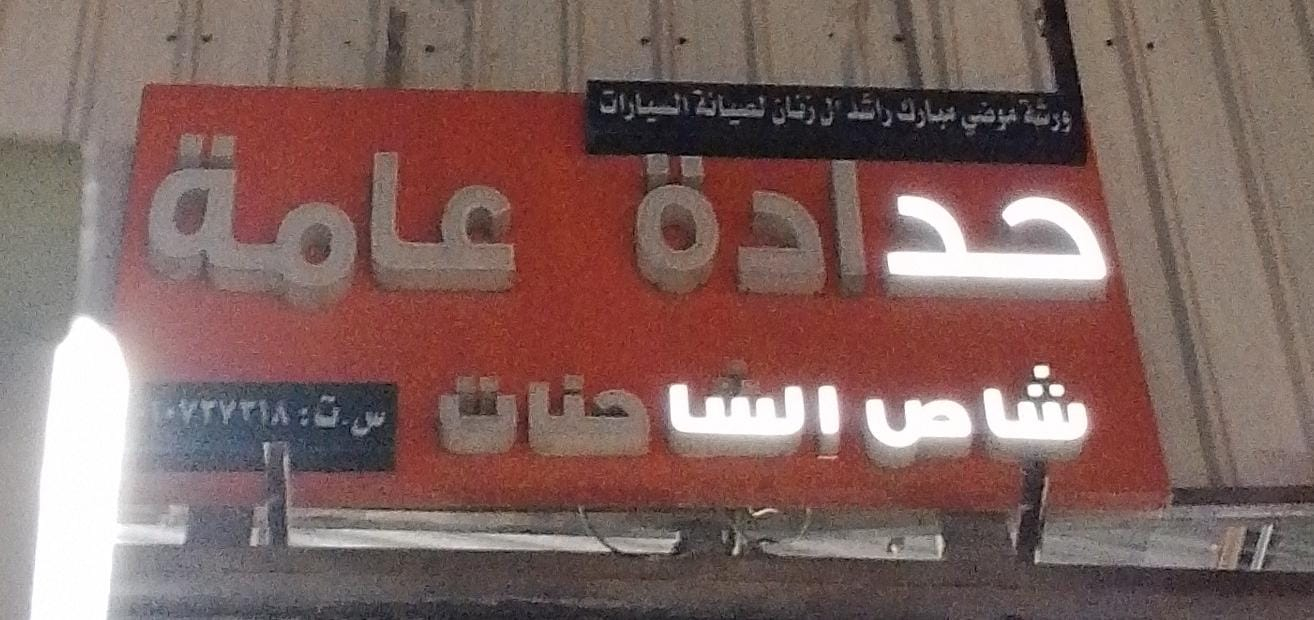 ورشة موضي مبارك راشد آل زنان لصيانة السيارات
حدادة عامة
شاص الشاحنات
س.ت: